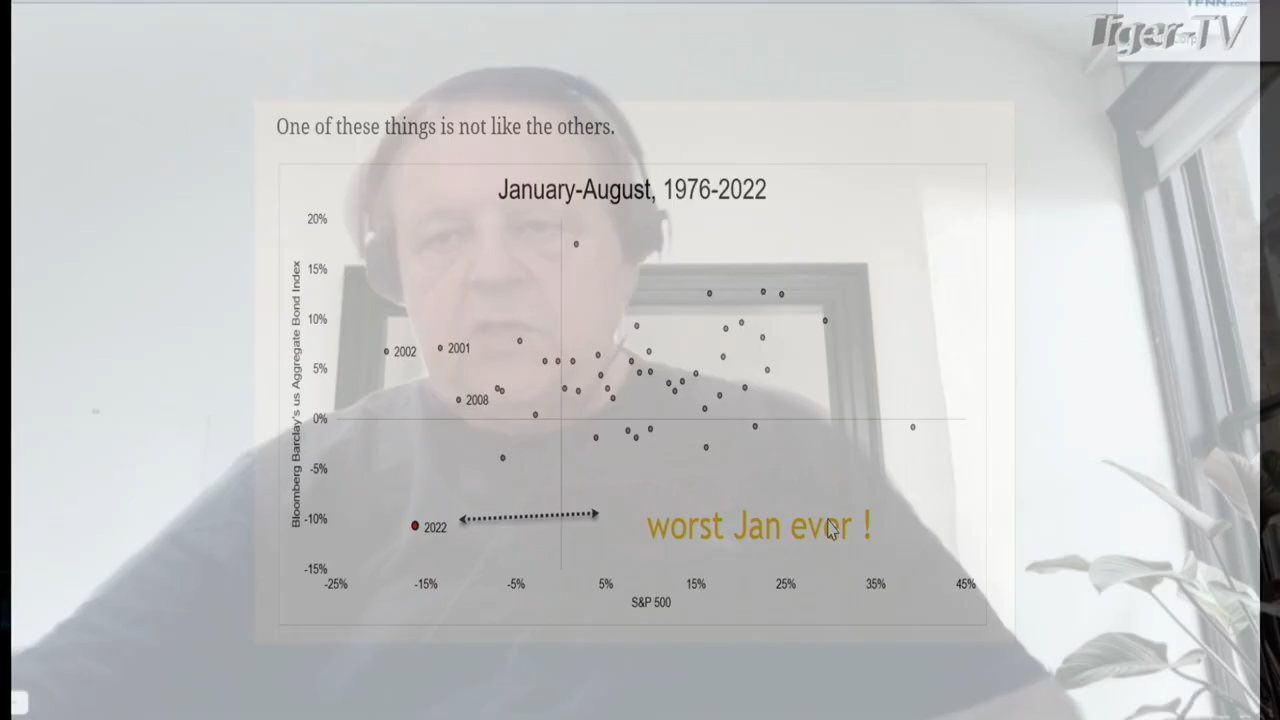 TFNN.COM
Tiger-TV
One of these things is not like the others.
January-August, 1976-2022
20%
15%
10%
5%
0%
-5%
-10%
-15%
Bloomberg Barclay's us Aggregate Bond Index
2002
2001
2008
2022
worst Jan ever !
-25%
-15%
-5%
5%
15%
25%
35%
45%
S&P 500